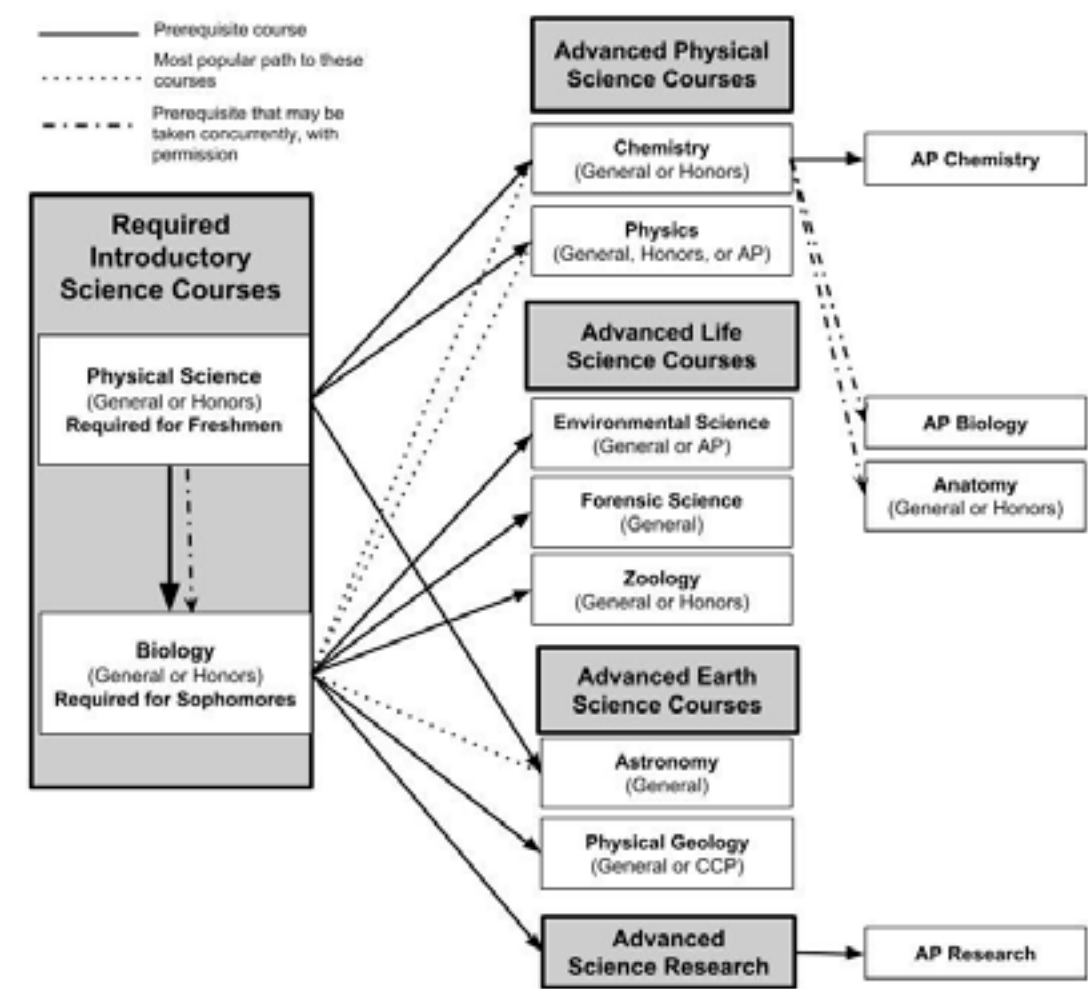 Prerequisite course
Most popular path to these
courses
Prerequisite that may be
taken concurrently, with
permission
Required
Introductory
Science Courses
Physical Science
(General or Honors)
Required for Freshmen
Biology
(General or Honors)
Required for Sophomores
Advanced Physical
Science Courses
Chemistry
(General or Honors)
Physics
(General, Honors, or AP)
Advanced Life
Science Courses
Environmental Science
(General or AP)
Forensic Science
(General)
Zoology
(General or Honors)
Advanced Earth
Science Courses
Astronomy
(General)
Physical Geology
(General or CCP)
Advanced
Science Research
AP Chemistry
AP Biology
Anatomy
(General or Honors)
AP Research